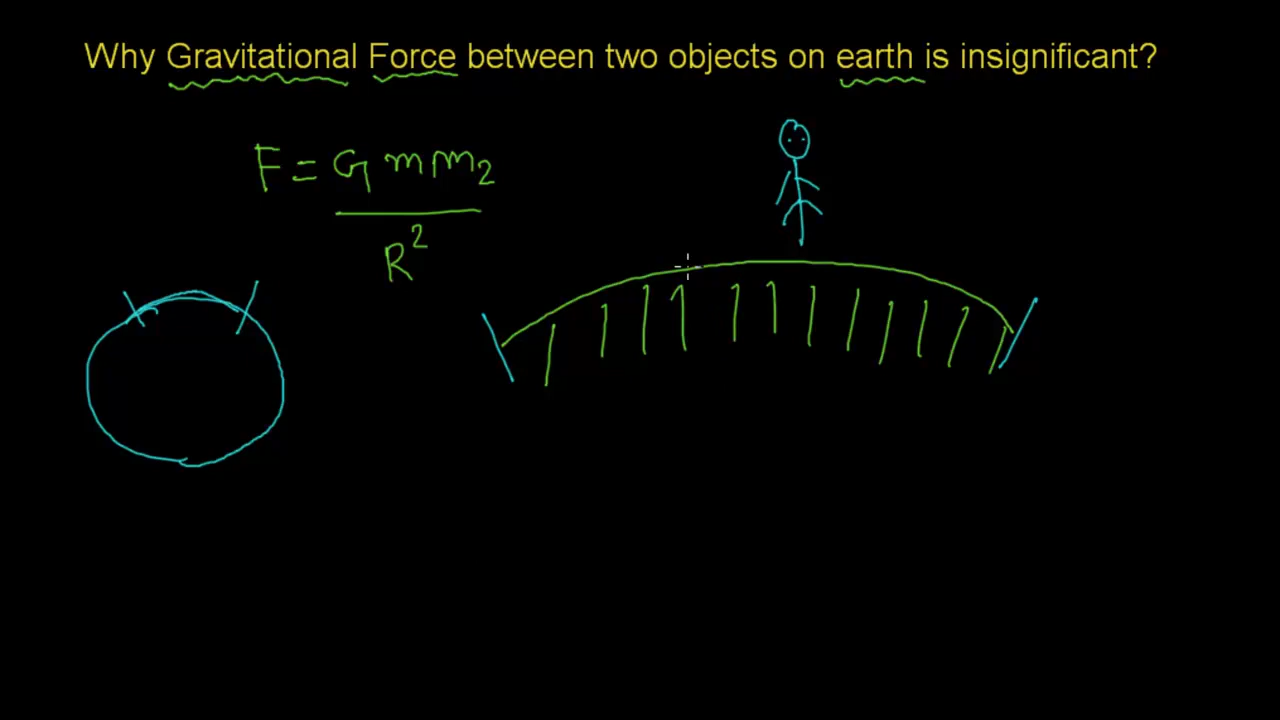 Why Gravitational Force between two objects on earth is insignificant?
F = G m m2
R2